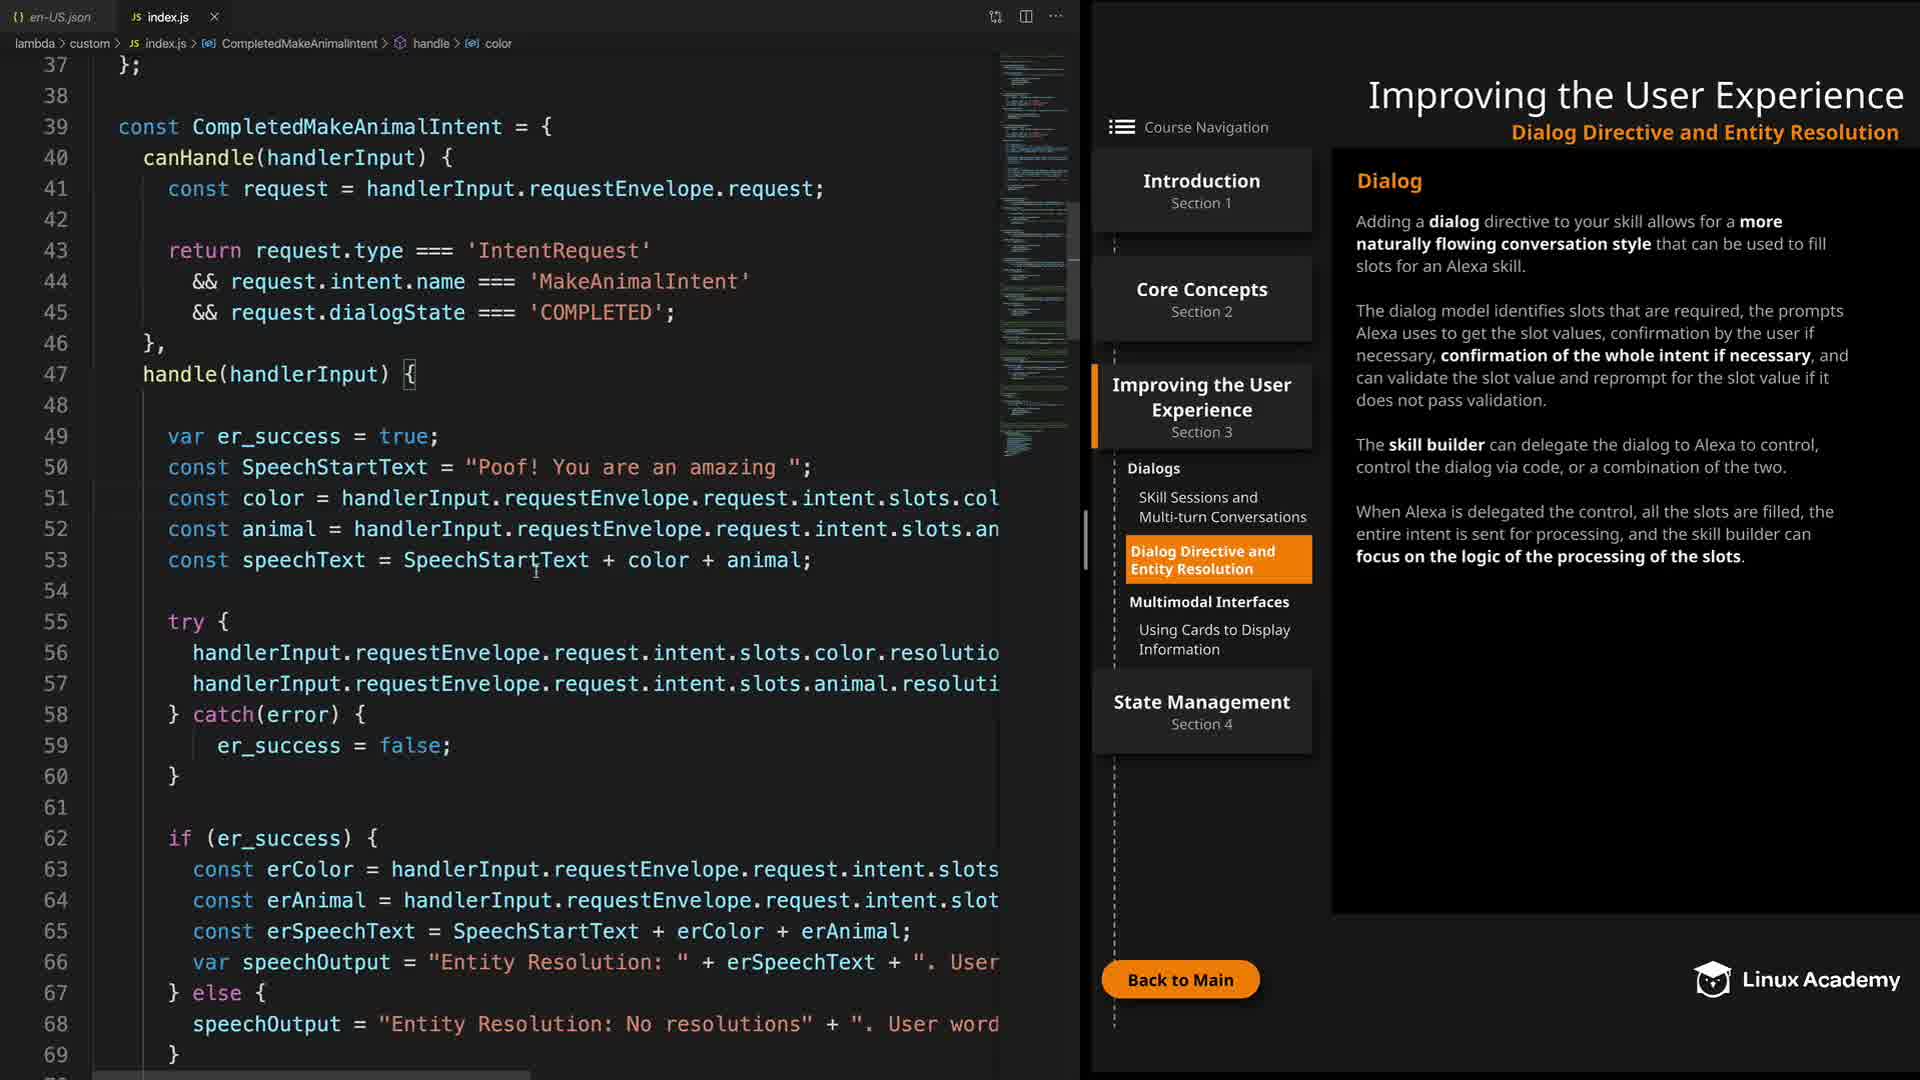 {} en-US.json
JS index.js
lambda > custom > JS index.js > CompletedMakeAnimalIntent > handle > color
37 };
38
39 const CompletedMakeAnimalIntent = {
40 canHandle(handlerInput) {
41 const request = handlerInput.requestEnvelope.request;
42
43 return request.type === 'IntentRequest'
44 && request.intent.name === 'MakeAnimalIntent'
45 && request.dialogState === 'COMPLETED';
46 },
47 handle(handlerInput) {
48
49 var er_success = true;
50 const SpeechStartText = "Poof! You are an amazing ";
51 const color = handlerInput.requestEnvelope.request.intent.slots.col
52 const animal = handlerInput.requestEnvelope.request.intent.slots.an
53 const speechText = SpeechStartText + color + animal;
54
55 try {
56 handlerInput.requestEnvelope.request.intent.slots.color.resolutio
57 handlerInput.requestEnvelope.request.intent.slots.animal.resoluti
58 } catch(error) {
59 er_success = false;
60 }
61
62 if (er_success) {
63 const erColor = handlerInput.requestEnvelope.request.intent.slots
64 const erAnimal = handlerInput.requestEnvelope.request.intent.slot
65 const erSpeechText = SpeechStartText + erColor + erAnimal;
66 var speechOutput = "Entity Resolution: " + erSpeechText + ". User
67 } else {
68 speechOutput = "Entity Resolution: No resolutions" + ". User word
69 }
Improving the User Experience
Dialog Directive and Entity Resolution
Course Navigation
Introduction
Section 1
Core Concepts
Section 2
Improving the User
Experience
Section 3
Dialogs
SKill Sessions and
Multi-turn Conversations
Dialog Directive and
Entity Resolution
Multimodal Interfaces
Using Cards to Display
Information
State Management
Section 4
Back to Main
Dialog
Adding a dialog directive to your skill allows for a more
naturally flowing conversation style that can be used to fill
slots for an Alexa skill.
The dialog model identifies slots that are required, the prompts
Alexa uses to get the slot values, confirmation by the user if
necessary, confirmation of the whole intent if necessary, and
can validate the slot value and reprompt for the slot value if it
does not pass validation.
The skill builder can delegate the dialog to Alexa to control,
control the dialog via code, or a combination of the two.
When Alexa is delegated the control, all the slots are filled, the
entire intent is sent for processing, and the skill builder can
focus on the logic of the processing of the slots.
Linux Academy